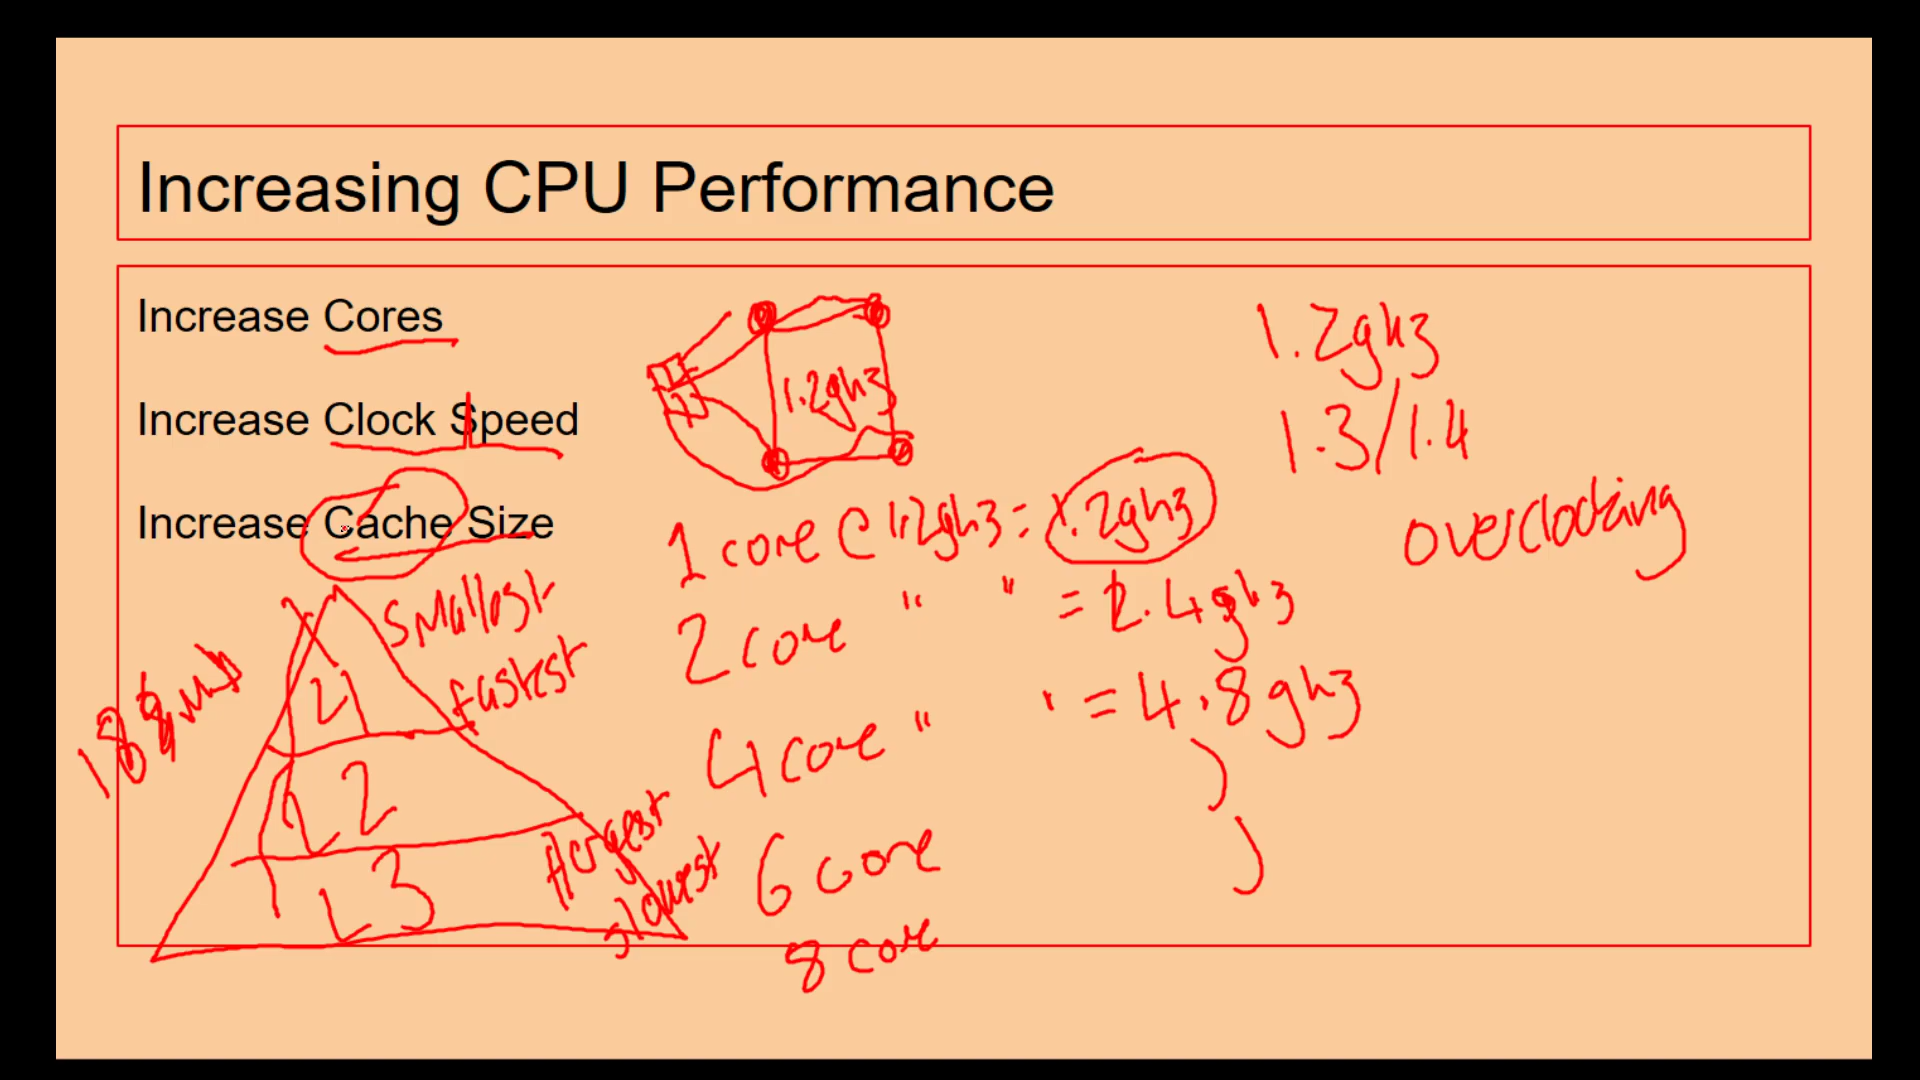 Increasing CPU Performance
Increase Cores
Increase Clock Speed
Increase Cache Size
1.2ghz
1.2ghz
1.3/1.4
overclocking
1 core @ 1.2ghz = 1.2ghz
2 core " " = 2.4ghz
4 core " " = 4.8ghz
6 core
8 core
smallest
fastest
L1
L2
L3
largest
slowest